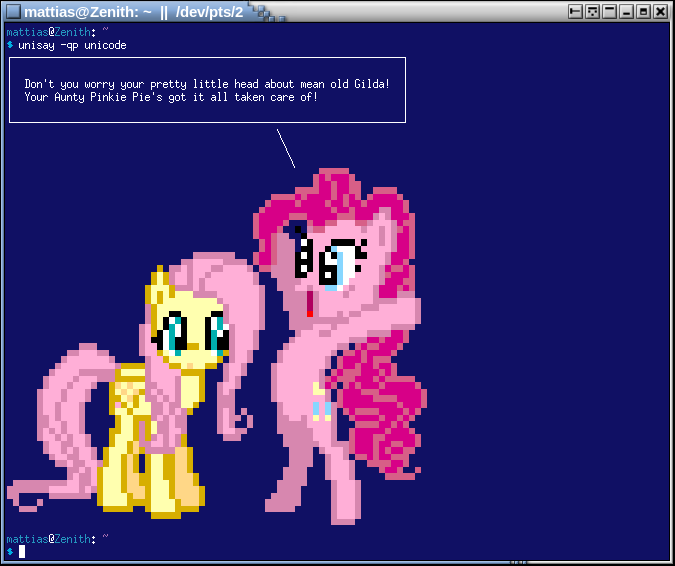 mattias@Zenith: ~  ||  /dev/pts/2
mattias@Zenith: ~
$ unisay -qp unicode
Don't you worry your pretty little head about mean old Gilda!
Your Aunty Pinkie Pie's got it all taken care of!
mattias@Zenith: ~
$